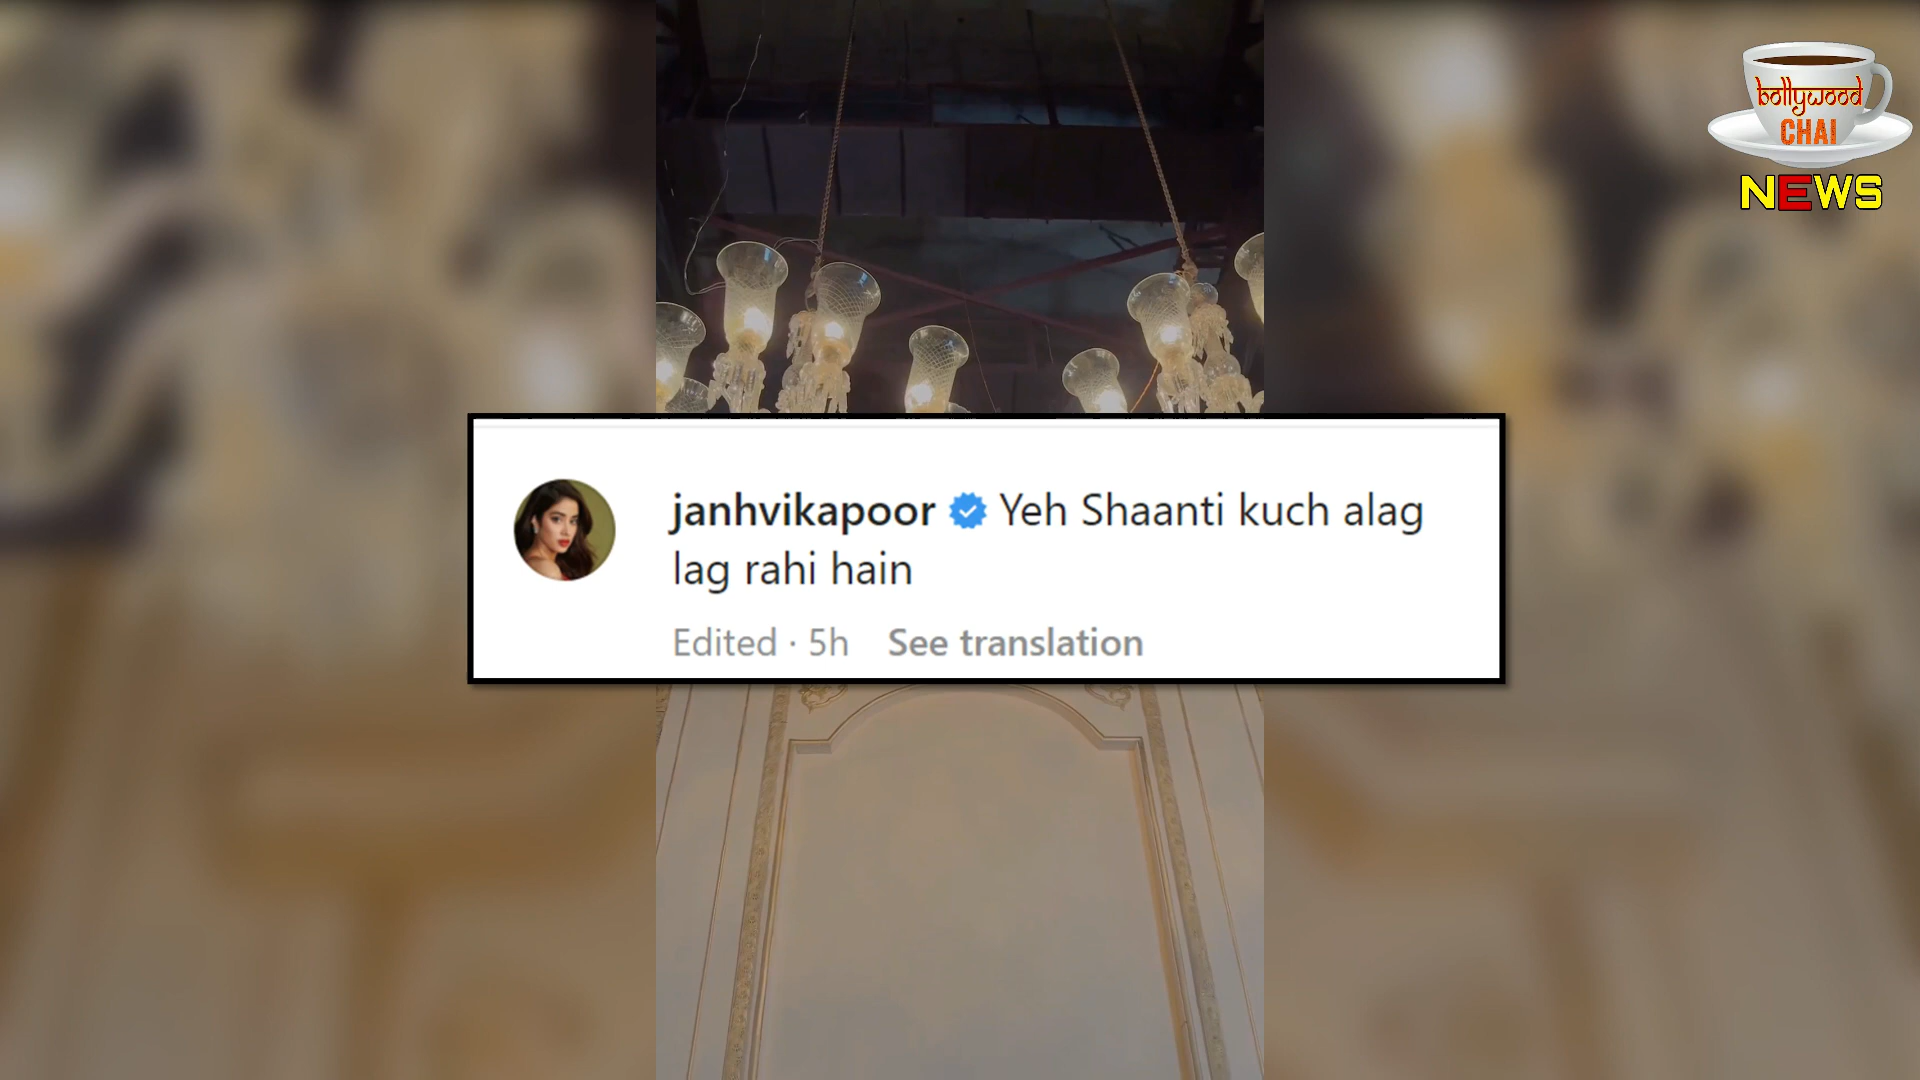 bollywood
CHAI
NEWS
janhvikapoor Yeh Shaanti kuch alag
lag rahi hain
Edited · 5h See translation